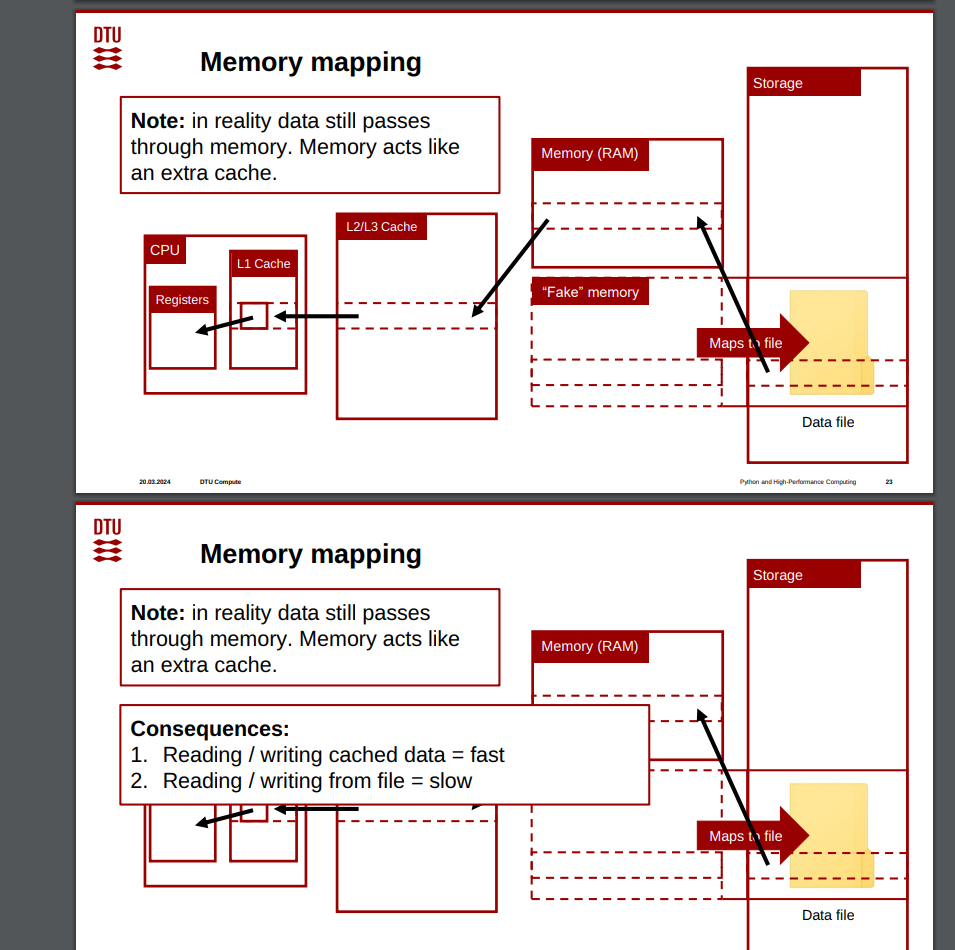 DTU
Memory mapping
Storage
Note: in reality data still passes
through memory. Memory acts like
an extra cache.
Memory (RAM)
L2/L3 Cache
CPU
L1 Cache
Registers
“Fake” memory
Maps to file
Data file
20.03.2024 DTU Compute Python and High-Performance Computing 23
DTU
Memory mapping
Storage
Note: in reality data still passes
through memory. Memory acts like
an extra cache.
Memory (RAM)
Consequences:
1. Reading / writing cached data = fast
2. Reading / writing from file = slow
Maps to file
Data file